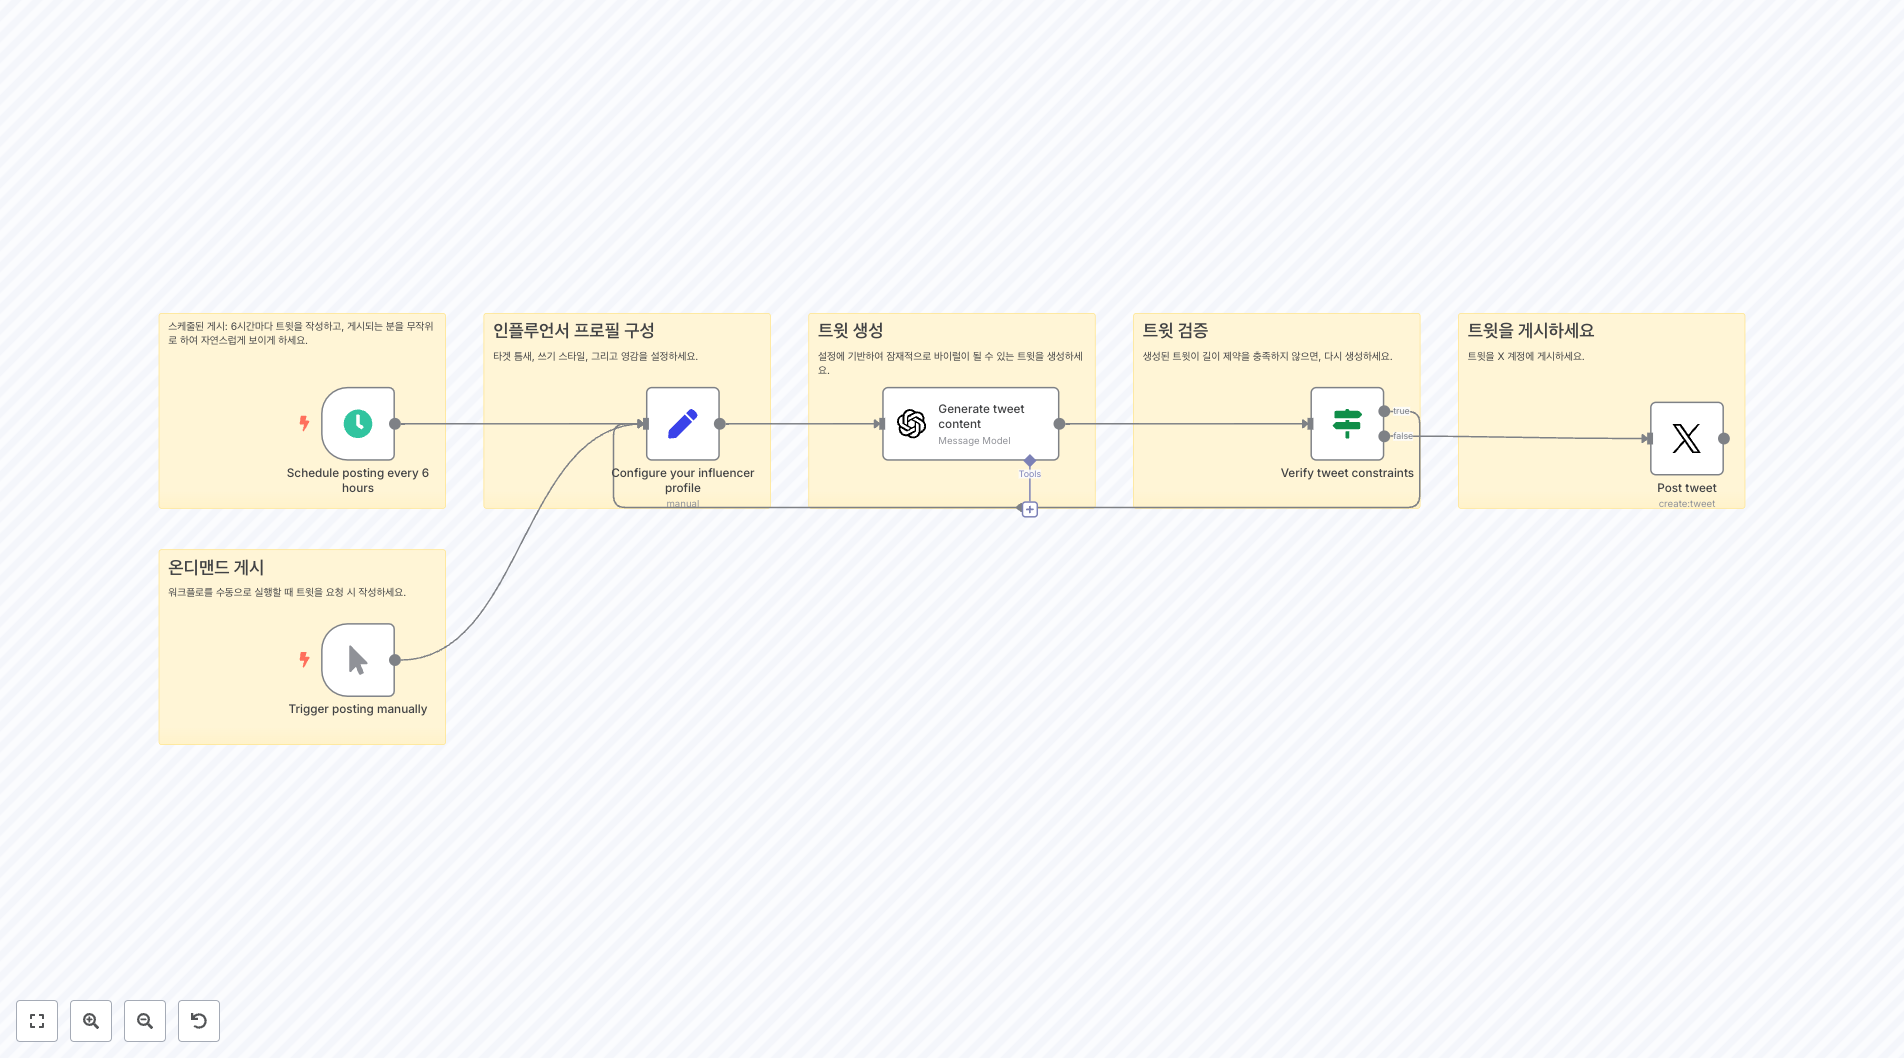 스케줄된 게시: 6시간마다 트윗을 작성하고, 게시되는 분을 무작위
로 하여 자연스럽게 보이게 하세요.
Schedule posting every 6
hours
인플루언서 프로필 구성
타겟 틈새, 쓰기 스타일, 그리고 영감을 설정하세요.
Configure your influencer
profile
manual
트윗 생성
설정에 기반하여 잠재적으로 바이럴이 될 수 있는 트윗을 생성하세
요.
Generate tweet
content
Message Model
Tools
트윗 검증
생성된 트윗이 길이 제약을 충족하지 않으면, 다시 생성하세요.
true
false
Verify tweet constraints
트윗을 게시하세요
트윗을 X 계정에 게시하세요.
Post tweet
create:tweet
온디맨드 게시
워크플로를 수동으로 실행할 때 트윗을 요청 시 작성하세요.
Trigger posting manually